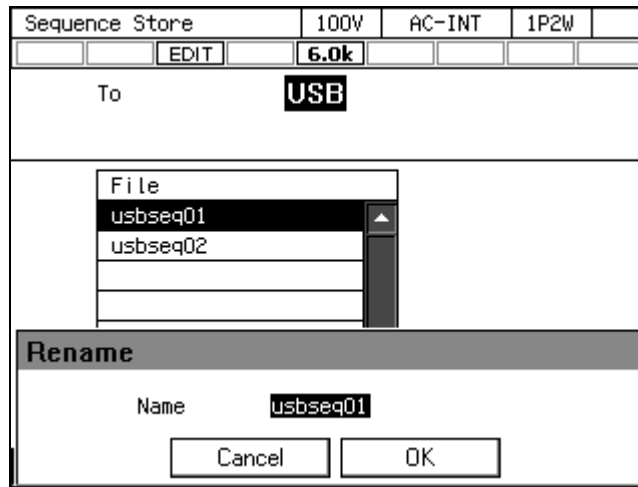 Sequence Store 100V AC-INT 1P2W
EDIT 6.0k
To USB
File
usbseq01
usbseq02
Rename
Name usbseq01
Cancel OK